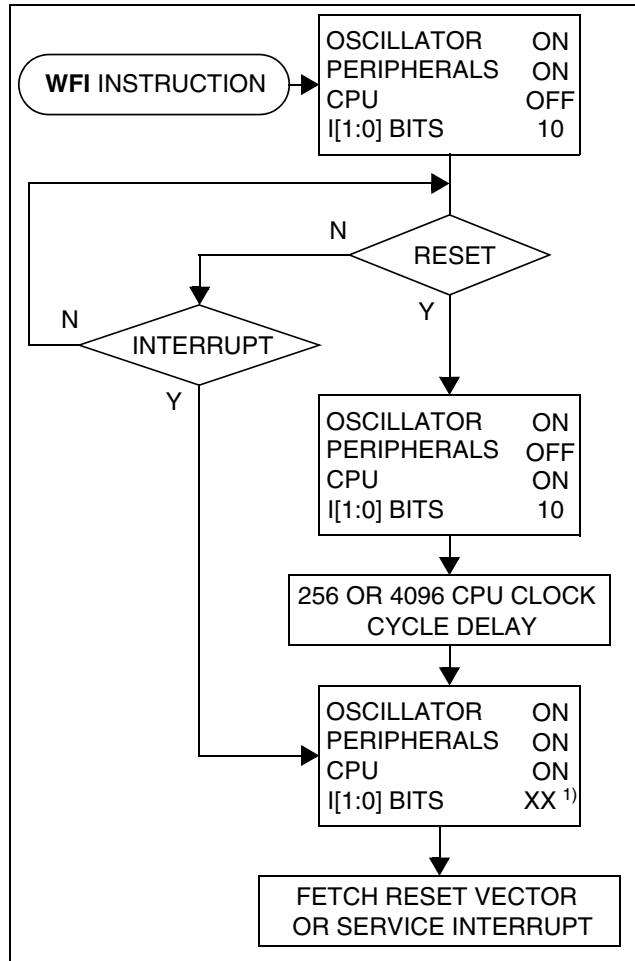 WFI INSTRUCTION
OSCILLATOR ON
PERIPHERALS ON
CPU OFF
I[1:0] BITS 10
N
RESET
N
INTERRUPT
Y
Y
OSCILLATOR ON
PERIPHERALS OFF
CPU ON
I[1:0] BITS 10
256 OR 4096 CPU CLOCK
CYCLE DELAY
OSCILLATOR ON
PERIPHERALS ON
CPU ON
I[1:0] BITS XX 1)
FETCH RESET VECTOR
OR SERVICE INTERRUPT